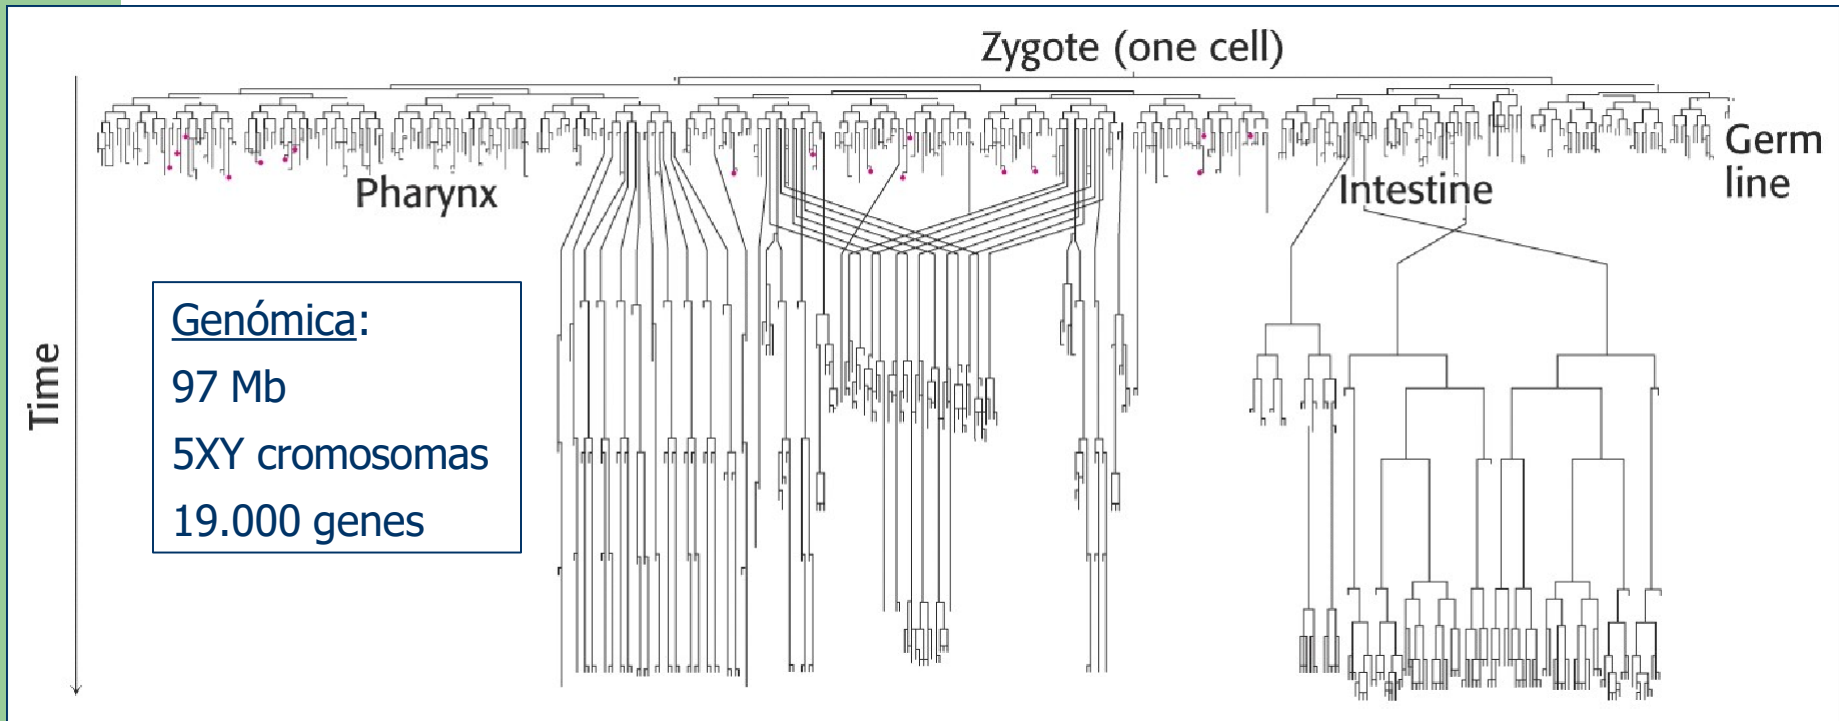 Zygote (one cell)
Germ
line
Pharynx
Intestine
Time
Genómica:
97 Mb
5XY cromosomas
19.000 genes